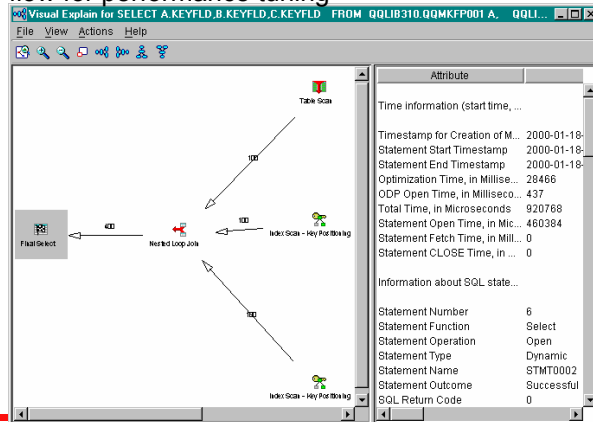 flow for performance tuning
Visual Explain for SELECT A.KEYFLD,B.KEYFLD,C.KEYFLD FROM QQLIB310.QQMKFP001 A, QQLI...
File View Actions Help
Table Scan
100
100
Index Scan - Key Positioning
400
Final Select
Nested Loop Join
Index Scan - Key Positioning
Attribute
Time information (start time, ...
Timestamp for Creation of M... 2000-01-18-
Statement Start Timestamp 2000-01-18-
Statement End Timestamp 2000-01-18-
Optimization Time, in Millise... 28466
ODP Open Time, in Milliseco... 437
Total Time, in Microseconds 920768
Statement Open Time, in Mic... 460384
Statement Fetch Time, in Mill... 0
Statement CLOSE Time, in ... 0
Information about SQL state...
Statement Number 6
Statement Function Select
Statement Operation Open
Statement Type Dynamic
Statement Name STMT0002
Statement Outcome Successful
SQL Return Code 0